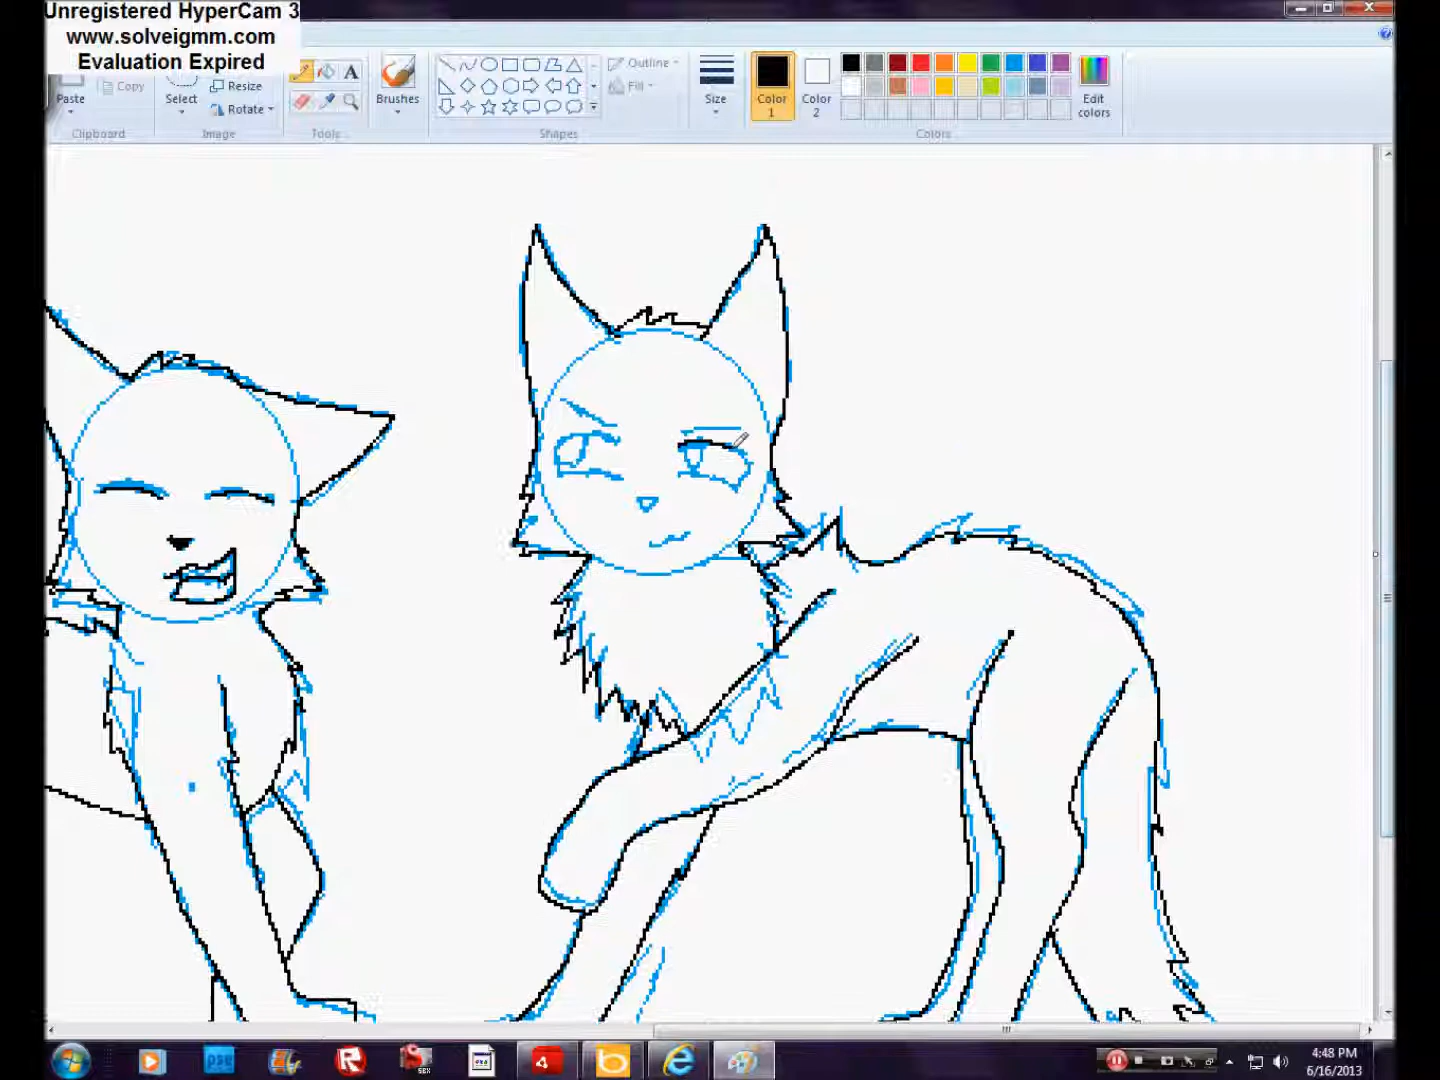 Unregistered HyperCam 3
www.solveigmm.com
Evaluation Expired
Paste
Copy
Clipboard
Select
Resize
Rotate
Image
A
Tools
Brushes
Shapes
Outline
Fill
Size
Color 1
Color 2
Edit colors
Colors
pse
4:48 PM
6/16/2013